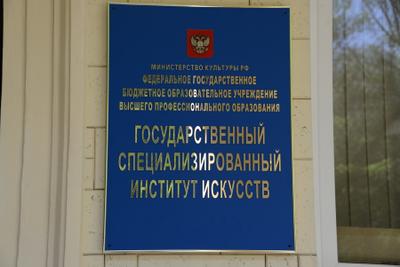 МИНИСТЕРСТВО КУЛЬТУРЫ РФ
ФЕДЕРАЛЬНОЕ ГОСУДАРСТВЕННОЕ
БЮДЖЕТНОЕ ОБРАЗОВАТЕЛЬНОЕ УЧРЕЖДЕНИЕ
ВЫСШЕГО ПРОФЕССИОНАЛЬНОГО ОБРАЗОВАНИЯ
ГОСУДАРСТВЕННЫЙ
СПЕЦИАЛИЗИРОВАННЫЙ
ИНСТИТУТ ИСКУССТВ